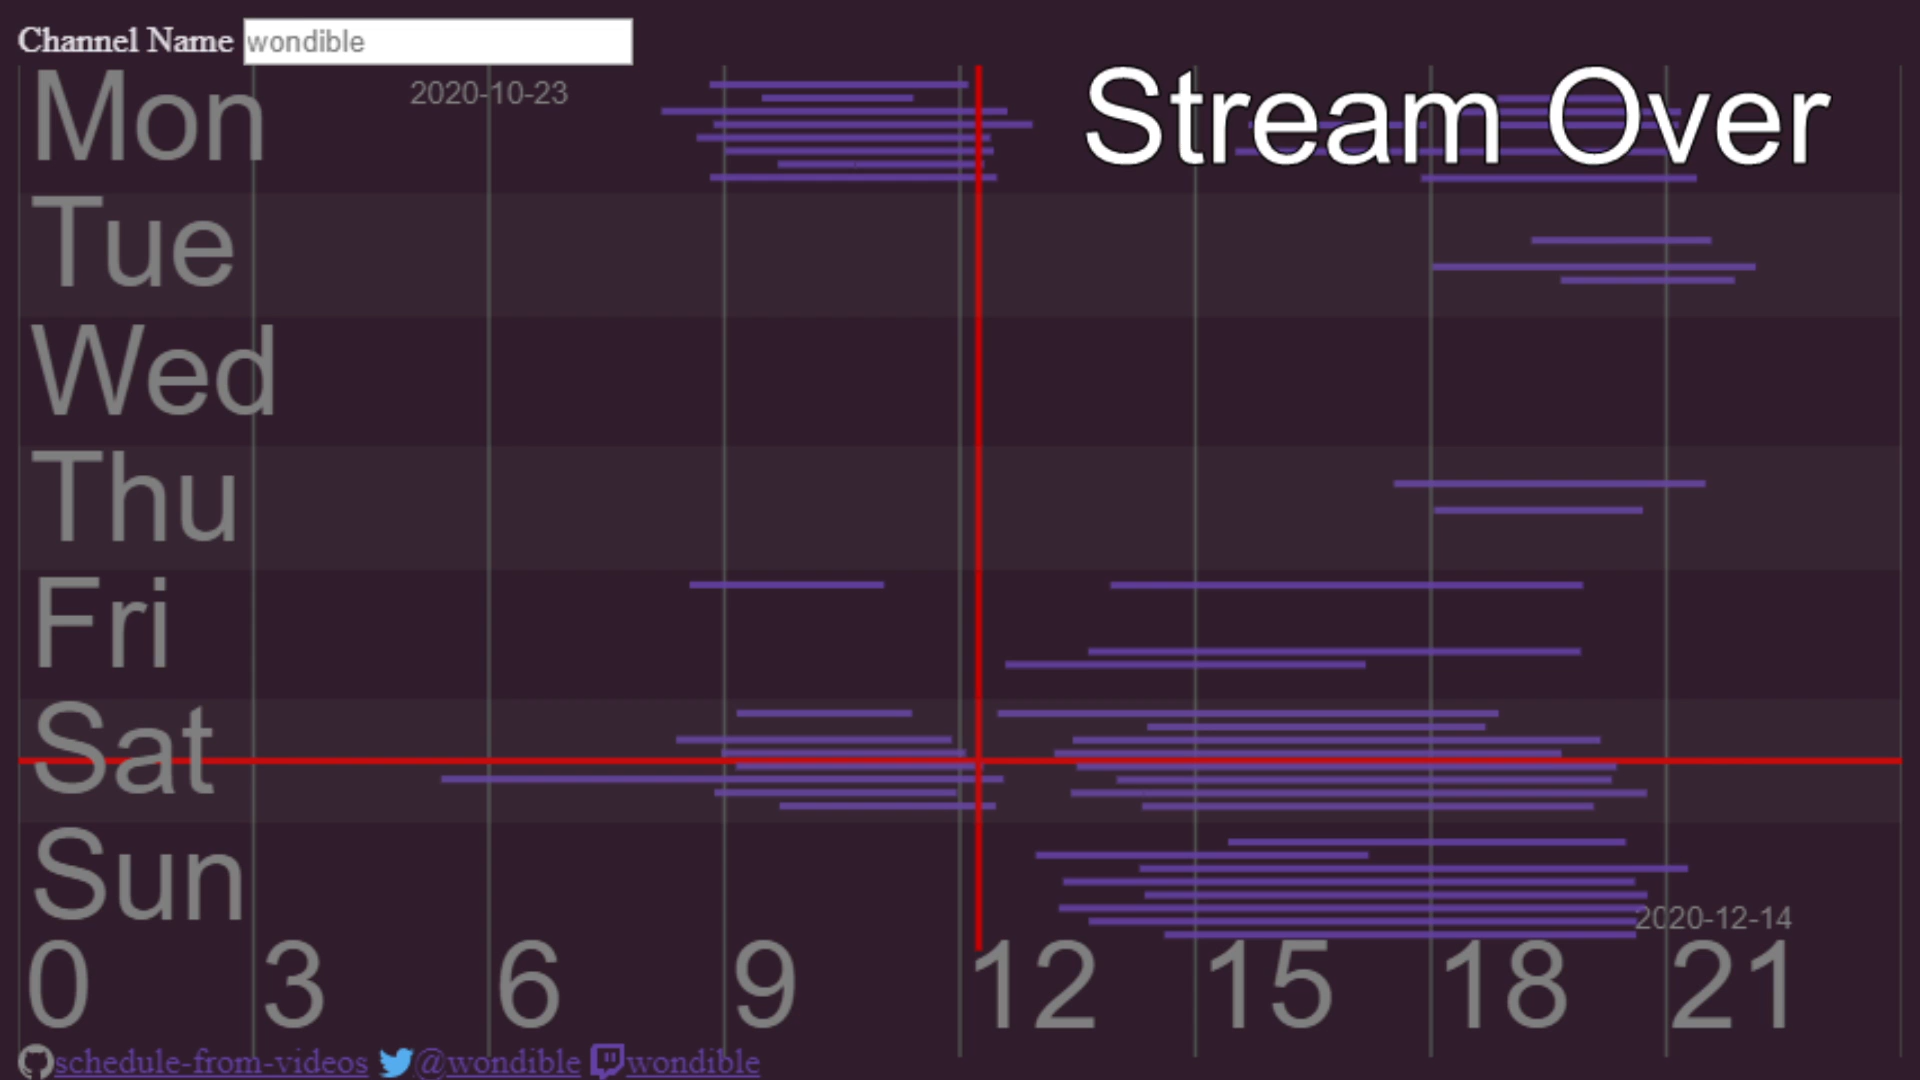 Channel Name wondible
Mon
2020-10-23
Stream Over
Tue
Wed
Thu
Fri
Sat
Sun
2020-12-14
0 3 6 9 12 15 18 21
schedule-from-videos @wondible wondible